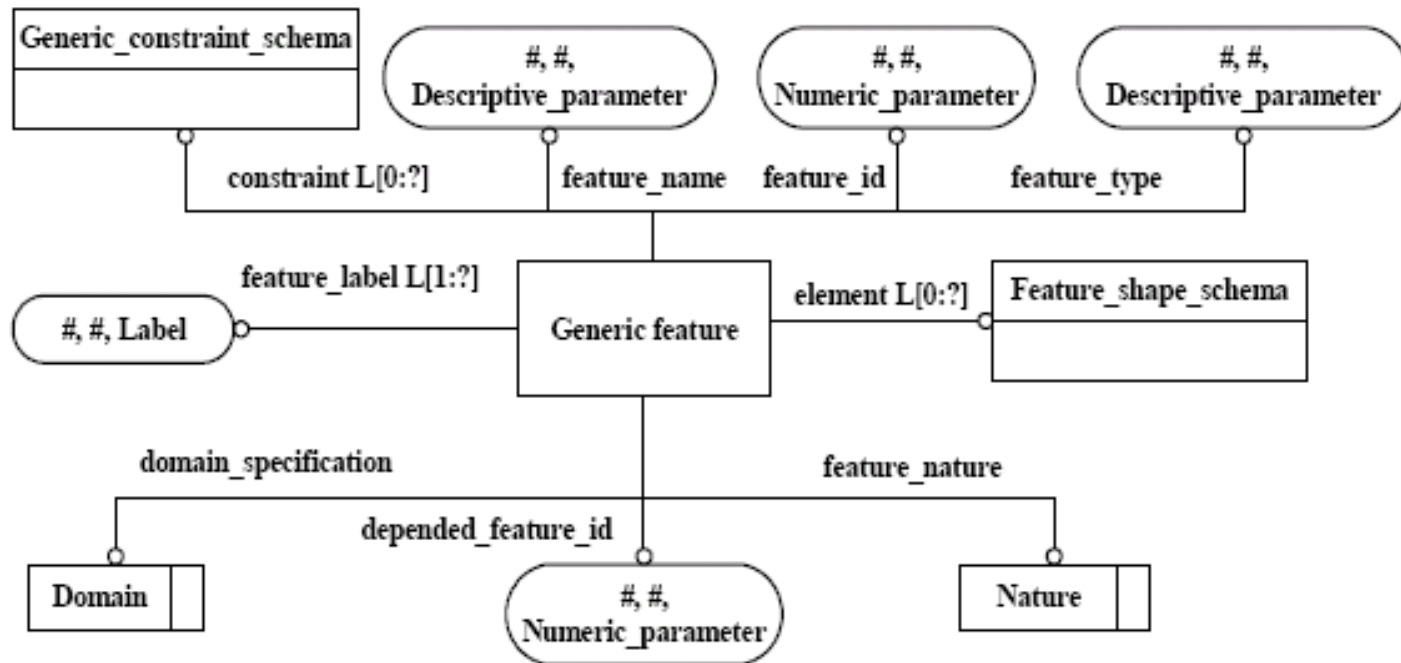 Generic_constraint_schema
#, #,
Descriptive_parameter
#, #,
Numeric_parameter
#, #,
Descriptive_parameter
constraint L[0:?]
feature_name
feature_id
feature_type
feature_label L[1:?]
#, #, Label
Generic feature
element L[0:?]
Feature_shape_schema
domain_specification
feature_nature
depended_feature_id
Domain
#, #,
Numeric_parameter
Nature